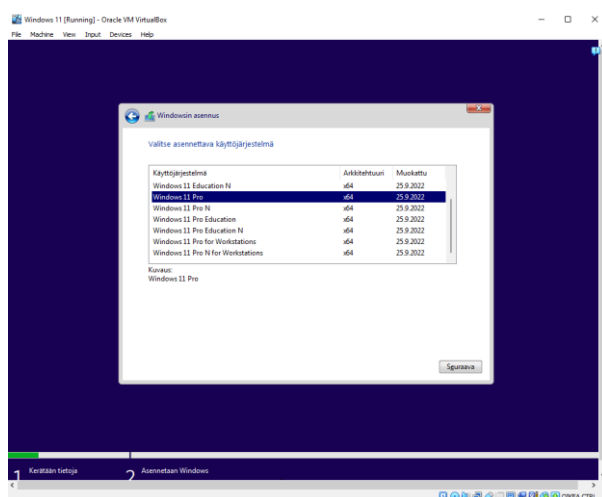 Windows 11 [Running] - Oracle VM VirtualBox
File Machine View Input Devices Help
Windowsin asennus
Valitse asennettava käyttöjärjestelmä
Käyttöjärjestelmä Arkkitehtuuri Muokattu
Windows 11 Education N x64 25.9.2022
Windows 11 Pro x64 25.9.2022
Windows 11 Pro N x64 25.9.2022
Windows 11 Pro Education x64 25.9.2022
Windows 11 Pro Education N x64 25.9.2022
Windows 11 Pro for Workstations x64 25.9.2022
Windows 11 Pro N for Workstations x64 25.9.2022
Kuvaus:
Windows 11 Pro
Seuraava
1 Kerätään tietoja 2 Asennetaan Windows
OIKEA CTRL